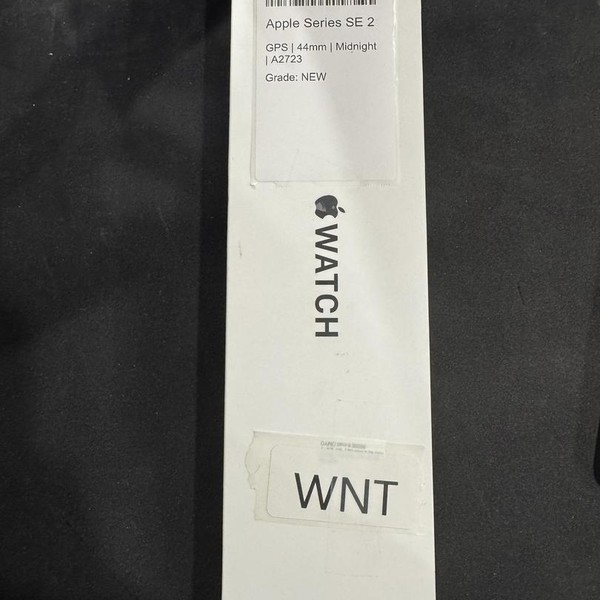 Apple Series SE 2
GPS | 44mm | Midnight
| A2723
Grade: NEW
WATCH
WNT